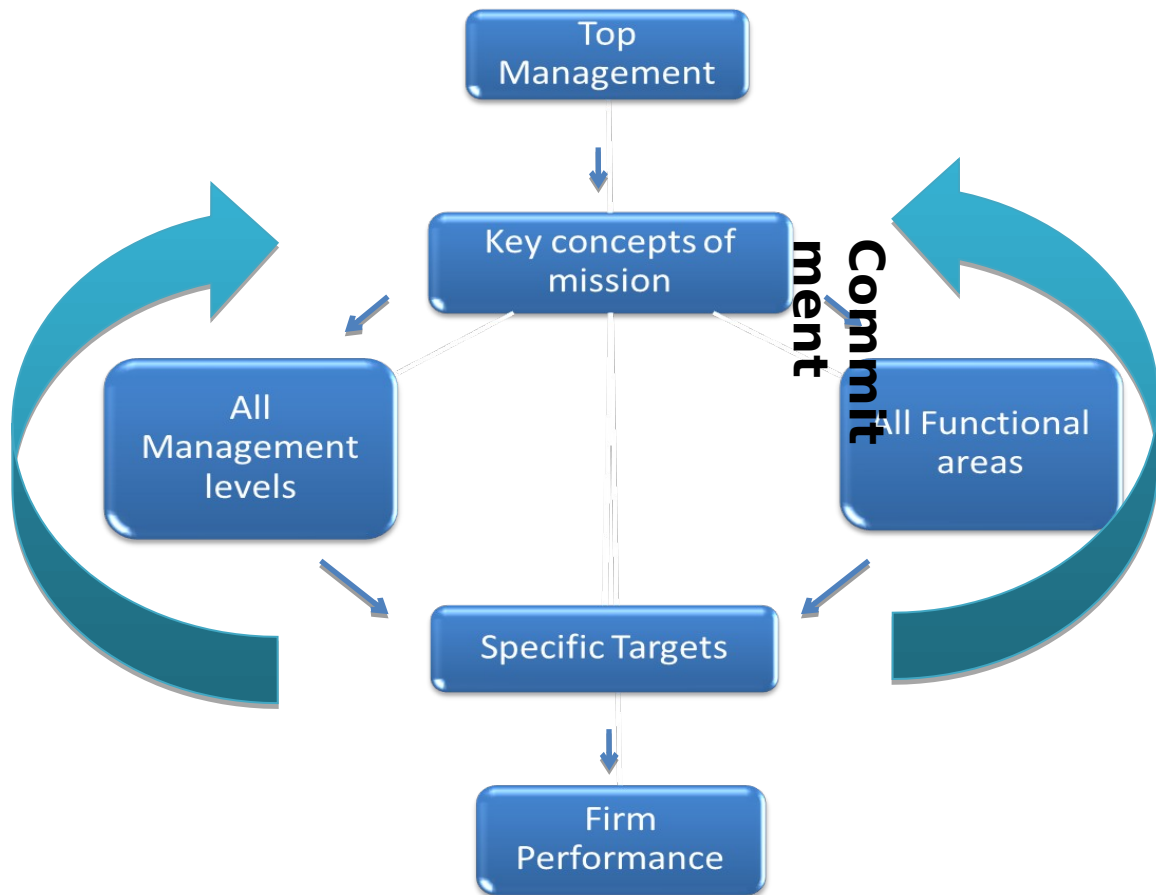 Top
Management
Key concepts of
mission
Commit
ment
All
Management
levels
All Functional
areas
Specific Targets
Firm
Performance